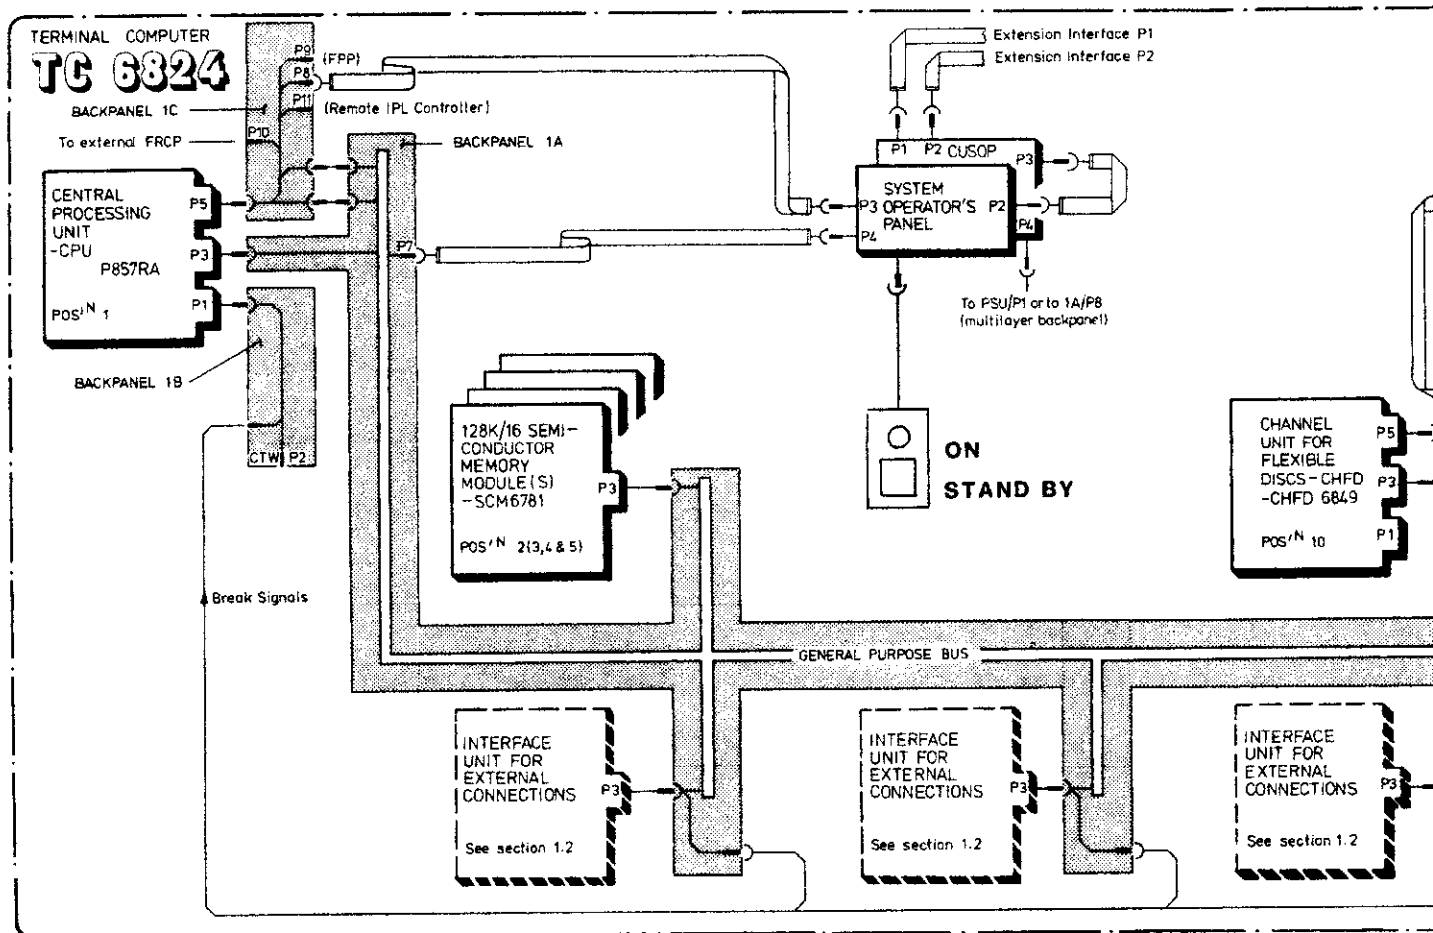 TERMINAL COMPUTER
TC 6824
BACKPANEL 1C
To external FRCP
P9 (FPP)
P8
P11 (Remote IPL Controller)
P10
BACKPANEL 1A
CENTRAL
PROCESSING
UNIT
-CPU
P857RA
POS'N 1
P5
P3
P1
P7
BACKPANEL 1B
CTW P2
Break Signals
Extension Interface P1
Extension Interface P2
P1 P2 CUSOP P3
P4
SYSTEM
OPERATOR'S
PANEL
P3
P4
P2
To PSU/P1 or to 1A/P8
(multilayer backpanel)
ON
STAND BY
128K/16 SEMI-
CONDUCTOR
MEMORY
MODULE(S)
-SCM6781
P3
POS'N 2(3,4 & 5)
CHANNEL
UNIT FOR
FLEXIBLE
DISCS-CHFD
-CHFD 6849
POS'N 10
P5
P3
P1
GENERAL PURPOSE BUS
INTERFACE
UNIT FOR
EXTERNAL
CONNECTIONS
See section 1.2
P3
INTERFACE
UNIT FOR
EXTERNAL
CONNECTIONS
See section 1.2
P3
INTERFACE
UNIT FOR
EXTERNAL
CONNECTIONS
See section 1.2
P3